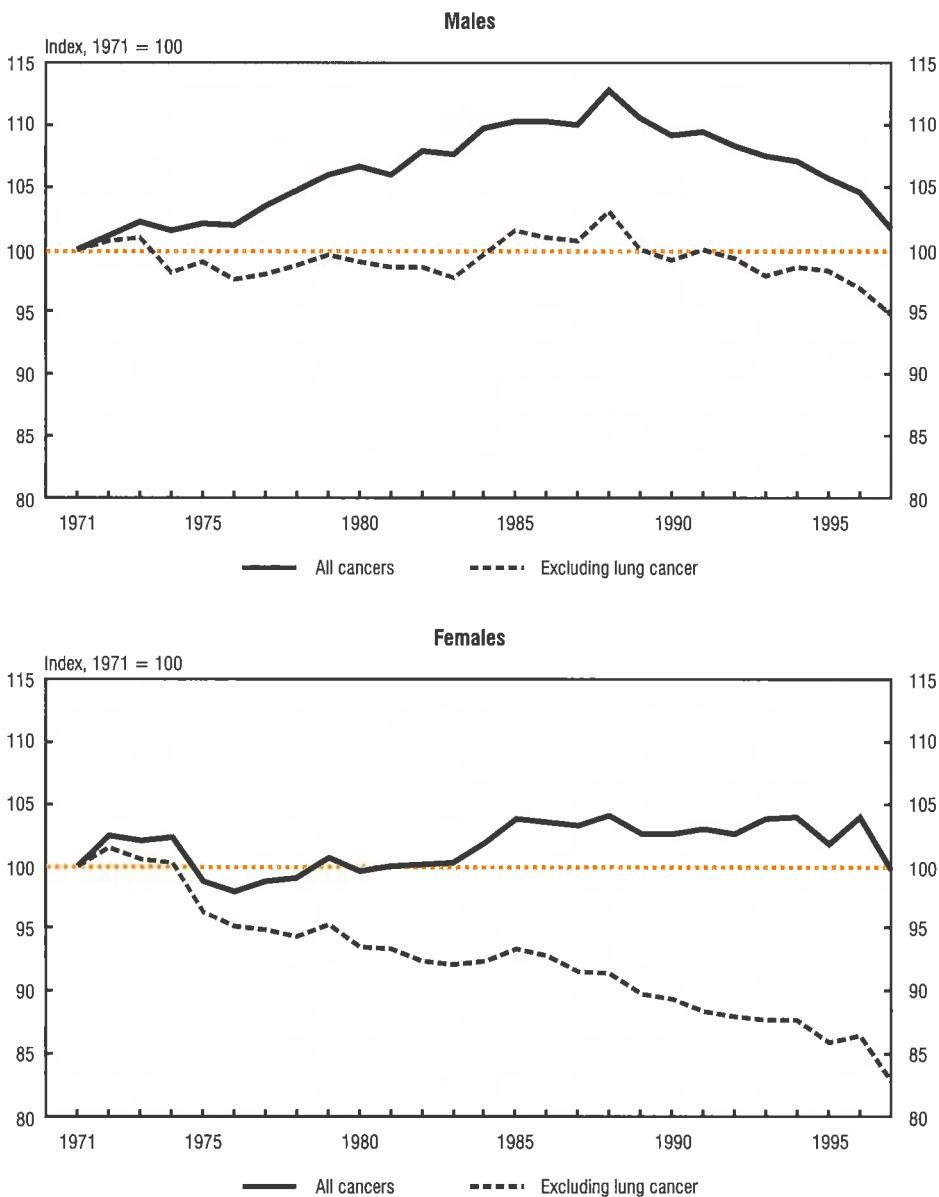 Males
Index, 1971 = 100
115 115
110 110
105 105
100 100
95 95
90 90
85 85
80 80
1971 1975 1980 1985 1990 1995
All cancers Excluding lung cancer
Females
Index, 1971 = 100
115 115
110 110
105 105
100 100
95 95
90 90
85 85
80 80
1971 1975 1980 1985 1990 1995
All cancers Excluding lung cancer